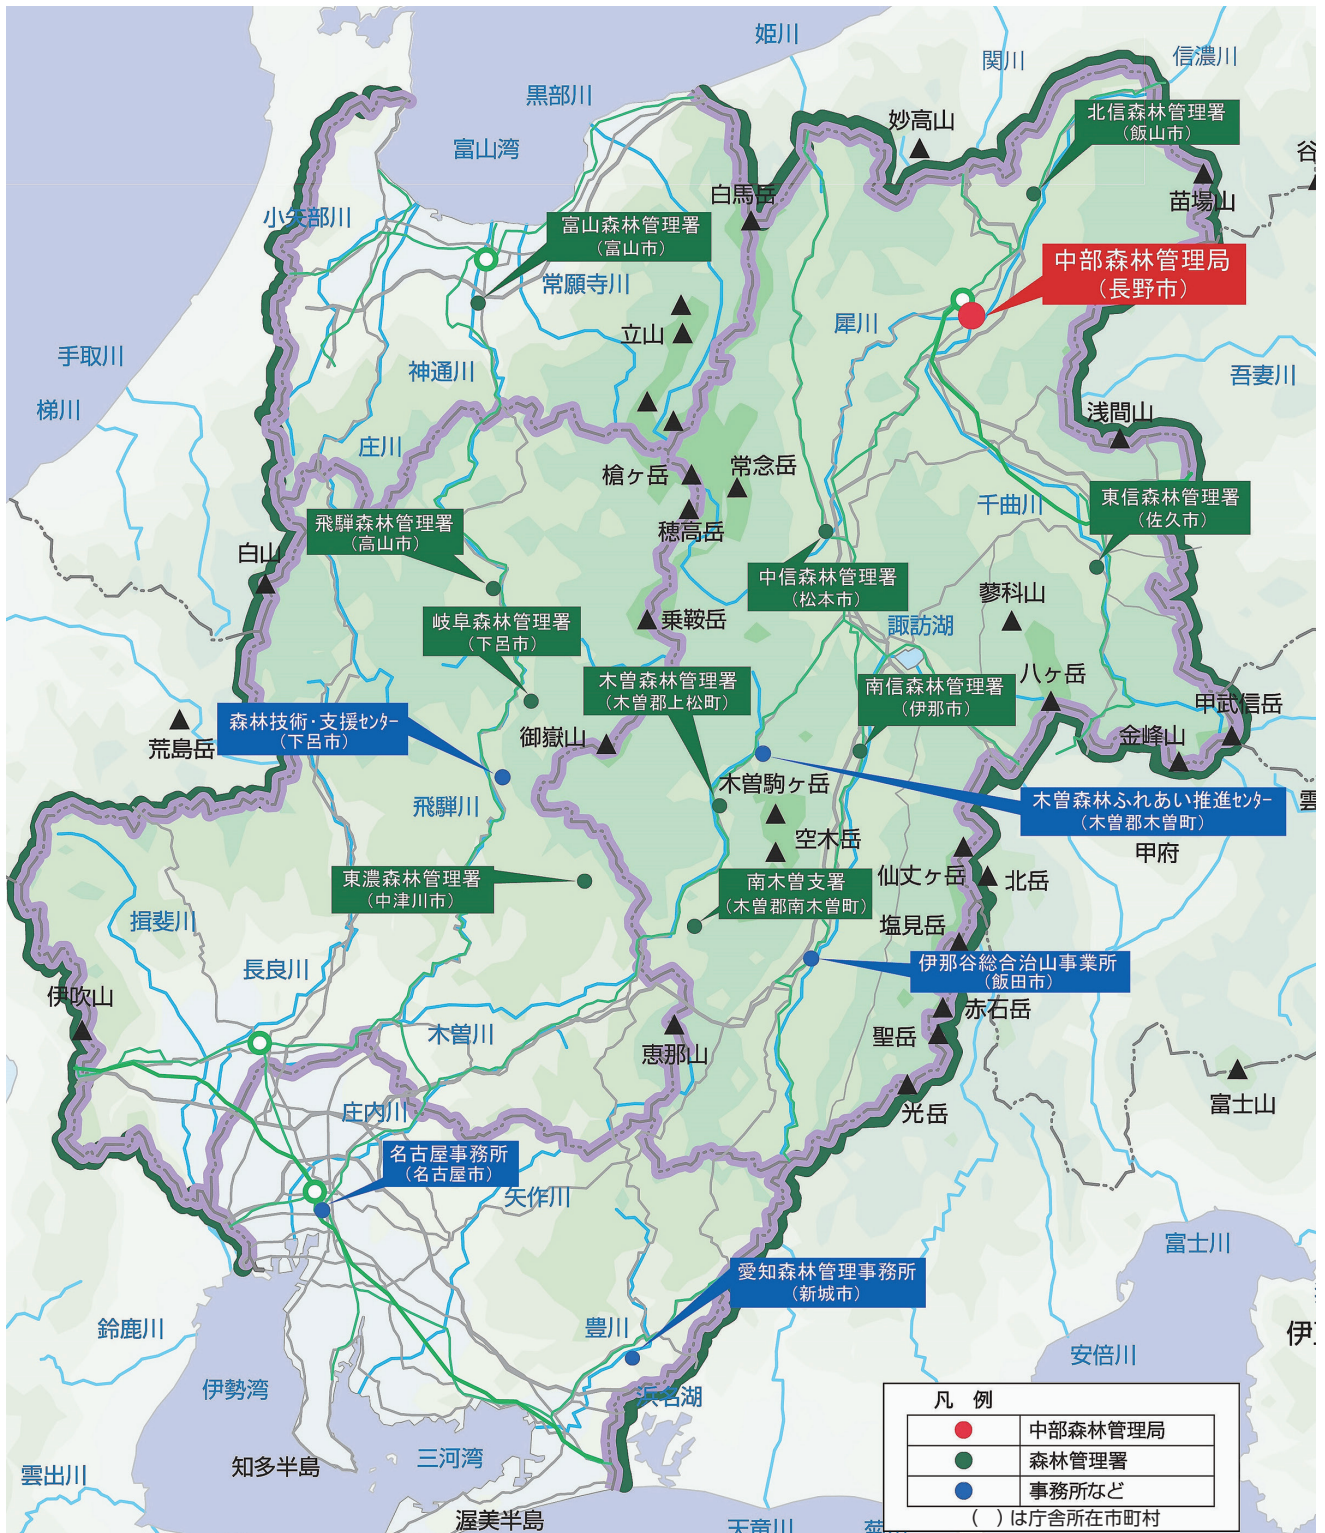 姫川
関川
信濃川
黒部川
北信森林管理署
(飯山市)
妙高山
富山湾
谷
白馬岳
苗場山
小矢部川
富山森林管理署
(富山市)
中部森林管理局
(長野市)
常願寺川
犀川
立山
手取川
神通川
吾妻川
梯川
浅間山
庄川
常念岳
槍ヶ岳
東信森林管理署
(佐久市)
千曲川
飛騨森林管理署
(高山市)
穂高岳
白山
中信森林管理署
(松本市)
蓼科山
岐阜森林管理署
(下呂市)
乗鞍岳
諏訪湖
木曽森林管理署
(木曽郡上松町)
南信森林管理署
(伊那市)
八ヶ岳
甲武信岳
森林技術・支援センター
(下呂市)
荒島岳
御嶽山
金峰山
木曽駒ヶ岳
飛騨川
木曽森林ふれあい推進センター
(木曽郡木曽町)
雲
空木岳
甲府
東濃森林管理署
(中津川市)
南木曽支署
(木曽郡南木曽町)
仙丈ヶ岳
北岳
揖斐川
塩見岳
長良川
伊那谷総合治山事業所
(飯田市)
伊吹山
赤石岳
木曽川
恵那山
聖岳
庄内川
光岳
富士山
名古屋事務所
(名古屋市)
矢作川
富士川
愛知森林管理事務所
(新城市)
鈴鹿川
豊川
安倍川
伊勢湾
浜名湖
凡 例
中部森林管理局
森林管理署
事務所など
( )は庁舎所在市町村
三河湾
知多半島
雲出川
渥美半島
天竜川